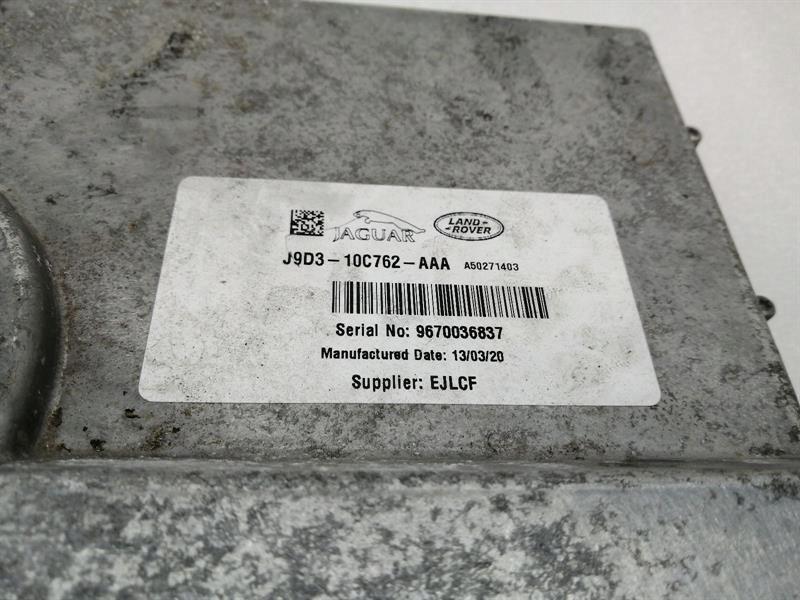 JAGUAR
LAND-
-ROVER
J9D3-10C762-AAA A50271403
Serial No: 9670036837
Manufactured Date: 13/03/20
Supplier: EJLCF